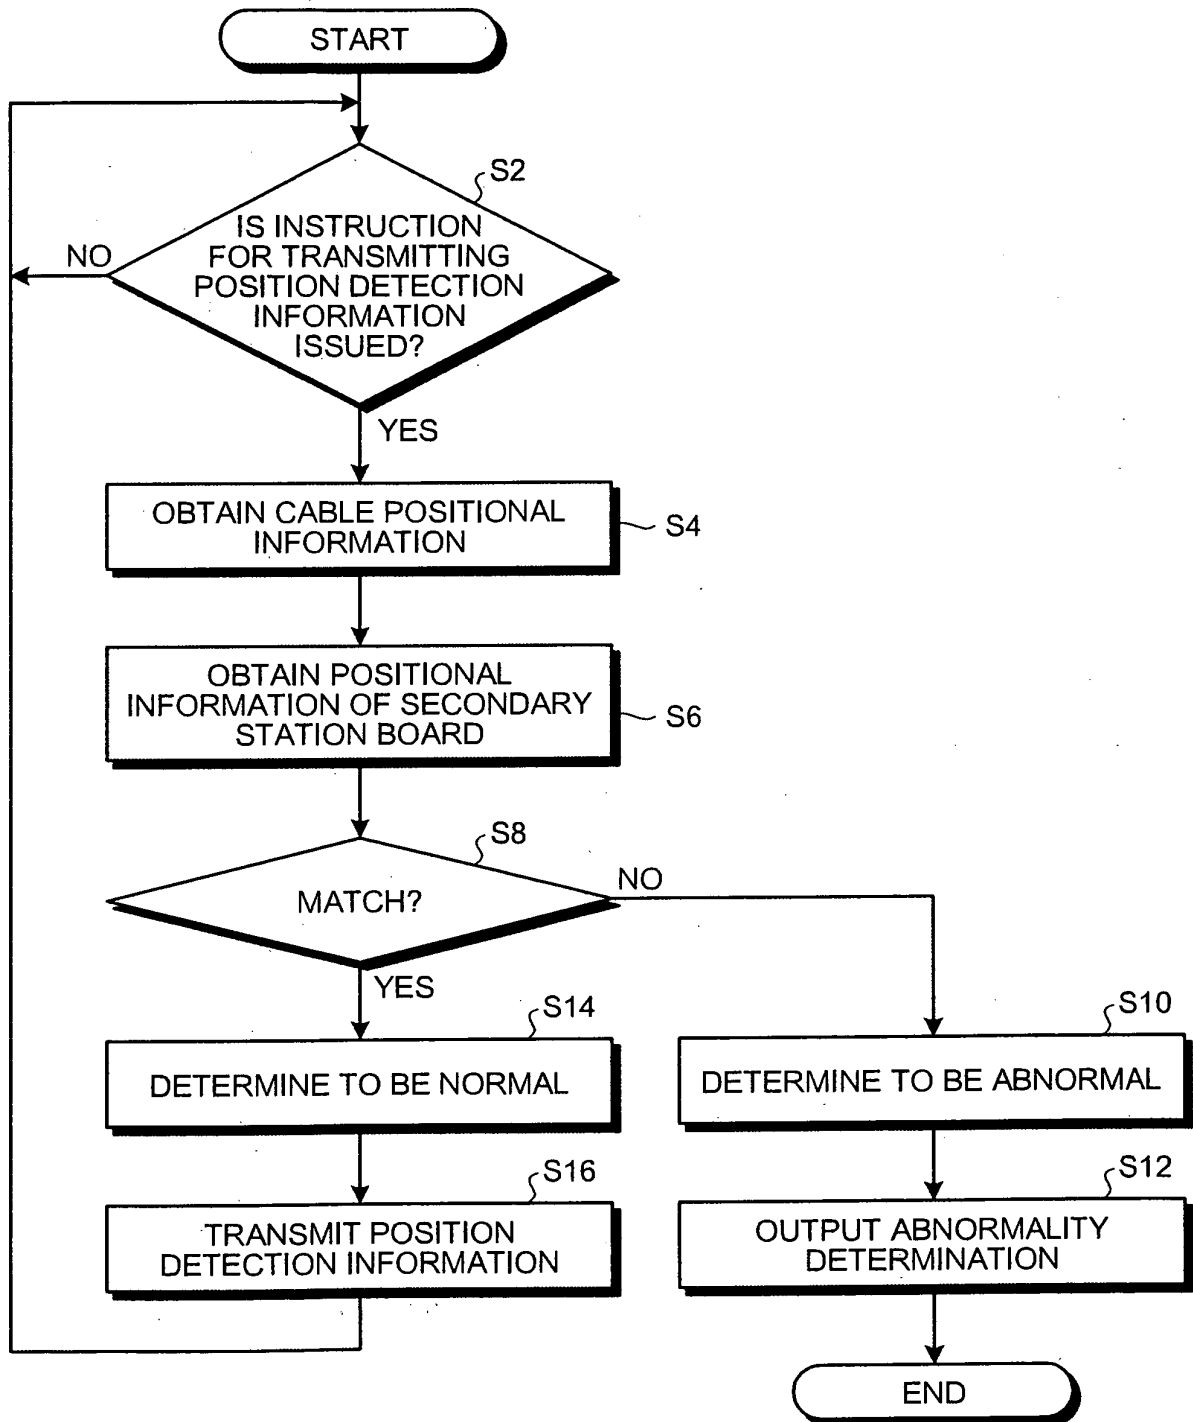 START
S2
IS INSTRUCTION
FOR TRANSMITTING
POSITION DETECTION
INFORMATION
ISSUED?
NO
YES
OBTAIN CABLE POSITIONAL
INFORMATION
S4
OBTAIN POSITIONAL
INFORMATION OF SECONDARY
STATION BOARD
S6
S8
MATCH?
NO
YES
S14
DETERMINE TO BE NORMAL
S10
DETERMINE TO BE ABNORMAL
S16
TRANSMIT POSITION
DETECTION INFORMATION
S12
OUTPUT ABNORMALITY
DETERMINATION
END